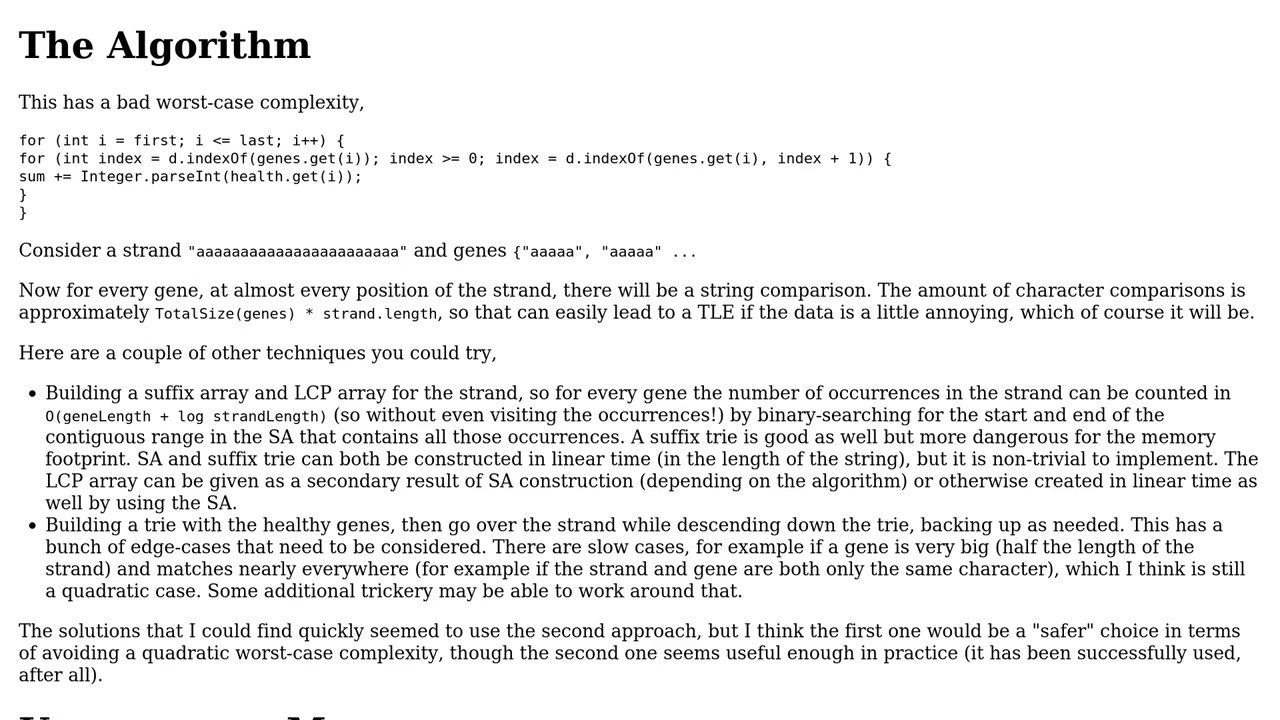 The Algorithm
This has a bad worst-case complexity,
for (int i = first; i <= last; i++) {
for (int index = d.indexOf(genes.get(i)); index >= 0; index = d.indexOf(genes.get(i), index + 1)) {
sum += Integer.parseInt(health.get(i));
}
}
Consider a strand "aaaaaaaaaaaaaaaaaaaaaaa" and genes {"aaaaa", "aaaaa" ...
Now for every gene, at almost every position of the strand, there will be a string comparison. The amount of character comparisons is
approximately TotalSize(genes) * strand.length, so that can easily lead to a TLE if the data is a little annoying, which of course it will be.
Here are a couple of other techniques you could try,
• Building a suffix array and LCP array for the strand, so for every gene the number of occurrences in the strand can be counted in
O(geneLength + log strandLength) (so without even visiting the occurrences!) by binary-searching for the start and end of the
contiguous range in the SA that contains all those occurrences. A suffix trie is good as well but more dangerous for the memory
footprint. SA and suffix trie can both be constructed in linear time (in the length of the string), but it is non-trivial to implement. The
LCP array can be given as a secondary result of SA construction (depending on the algorithm) or otherwise created in linear time as
well by using the SA.
• Building a trie with the healthy genes, then go over the strand while descending down the trie, backing up as needed. This has a
bunch of edge-cases that need to be considered. There are slow cases, for example if a gene is very big (half the length of the
strand) and matches nearly everywhere (for example if the strand and gene are both only the same character), which I think is still
a quadratic case. Some additional trickery may be able to work around that.
The solutions that I could find quickly seemed to use the second approach, but I think the first one would be a "safer" choice in terms
of avoiding a quadratic worst-case complexity, though the second one seems useful enough in practice (it has been successfully used,
after all).